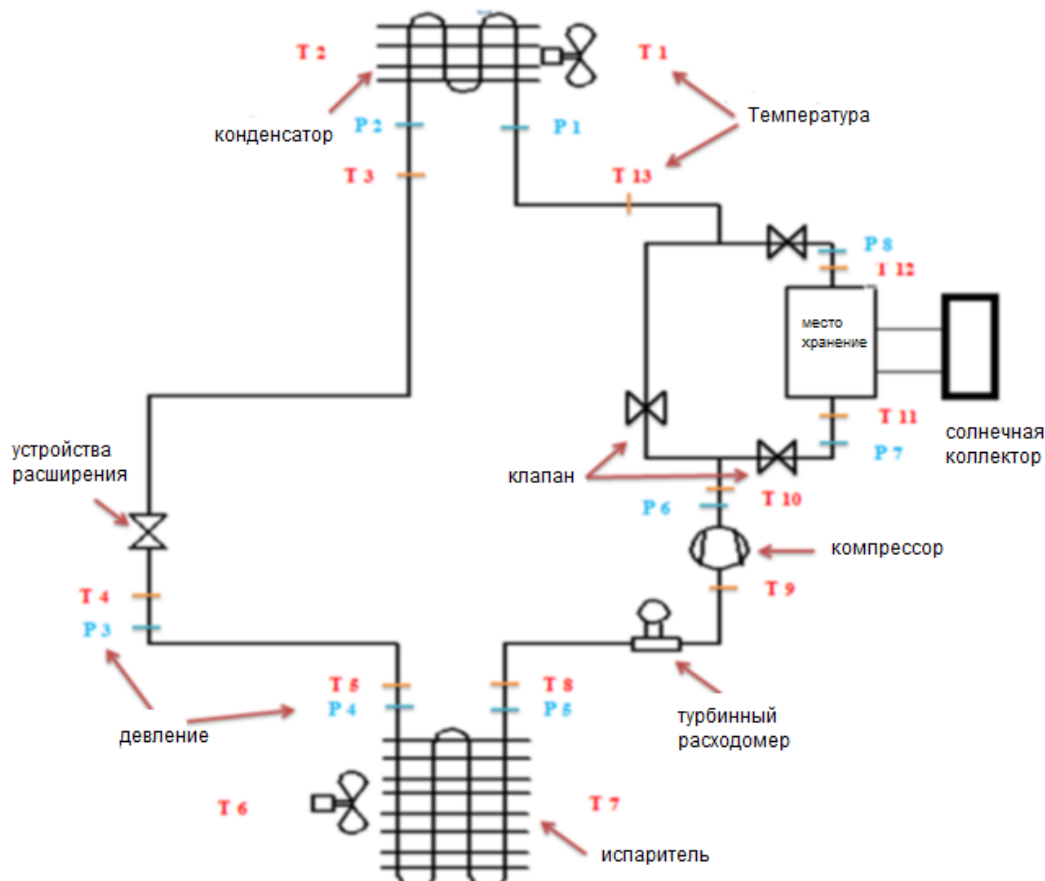 T 2
T 1
конденсатор
P 2
P 1
Температура
T 3
T 13
P 8
T 12
место
хранение
T 11
P 7
солнечная
коллектор
устройства
расширения
клапан
T 10
P 6
компрессор
T 4
T 9
P 3
T 5
T 8
P 4
P 5
девление
турбинный
расходомер
T 6
T 7
испаритель